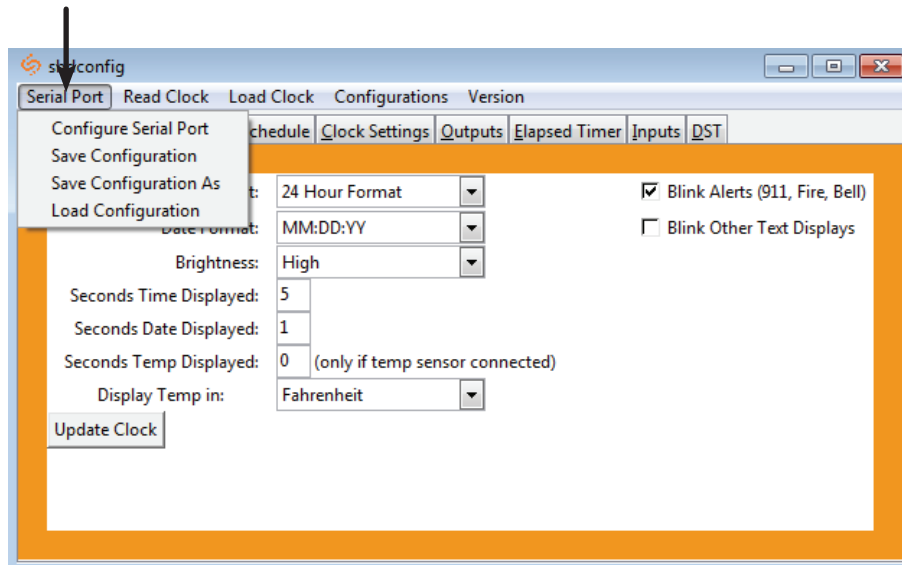 sbdconfig
Serial Port Read Clock Load Clock Configurations Version
Configure Serial Port
Save Configuration
Save Configuration As
Load Configuration
Clock Settings Outputs Elapsed Timer Inputs DST
24 Hour Format
Blink Alerts (911, Fire, Bell)
Date Format: MM:DD:YY
Blink Other Text Displays
Brightness: High
Seconds Time Displayed: 5
Seconds Date Displayed: 1
Seconds Temp Displayed: 0 (only if temp sensor connected)
Display Temp in: Fahrenheit
Update Clock